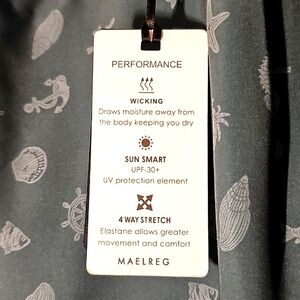 PERFORMANCE
WICKING
Draws moisture away from
the body keeping you dry
SUN SMART
UPF-30+
UV protection element
4 WAY STRETCH
Elastane allows greater
movement and comfort
MAELREG